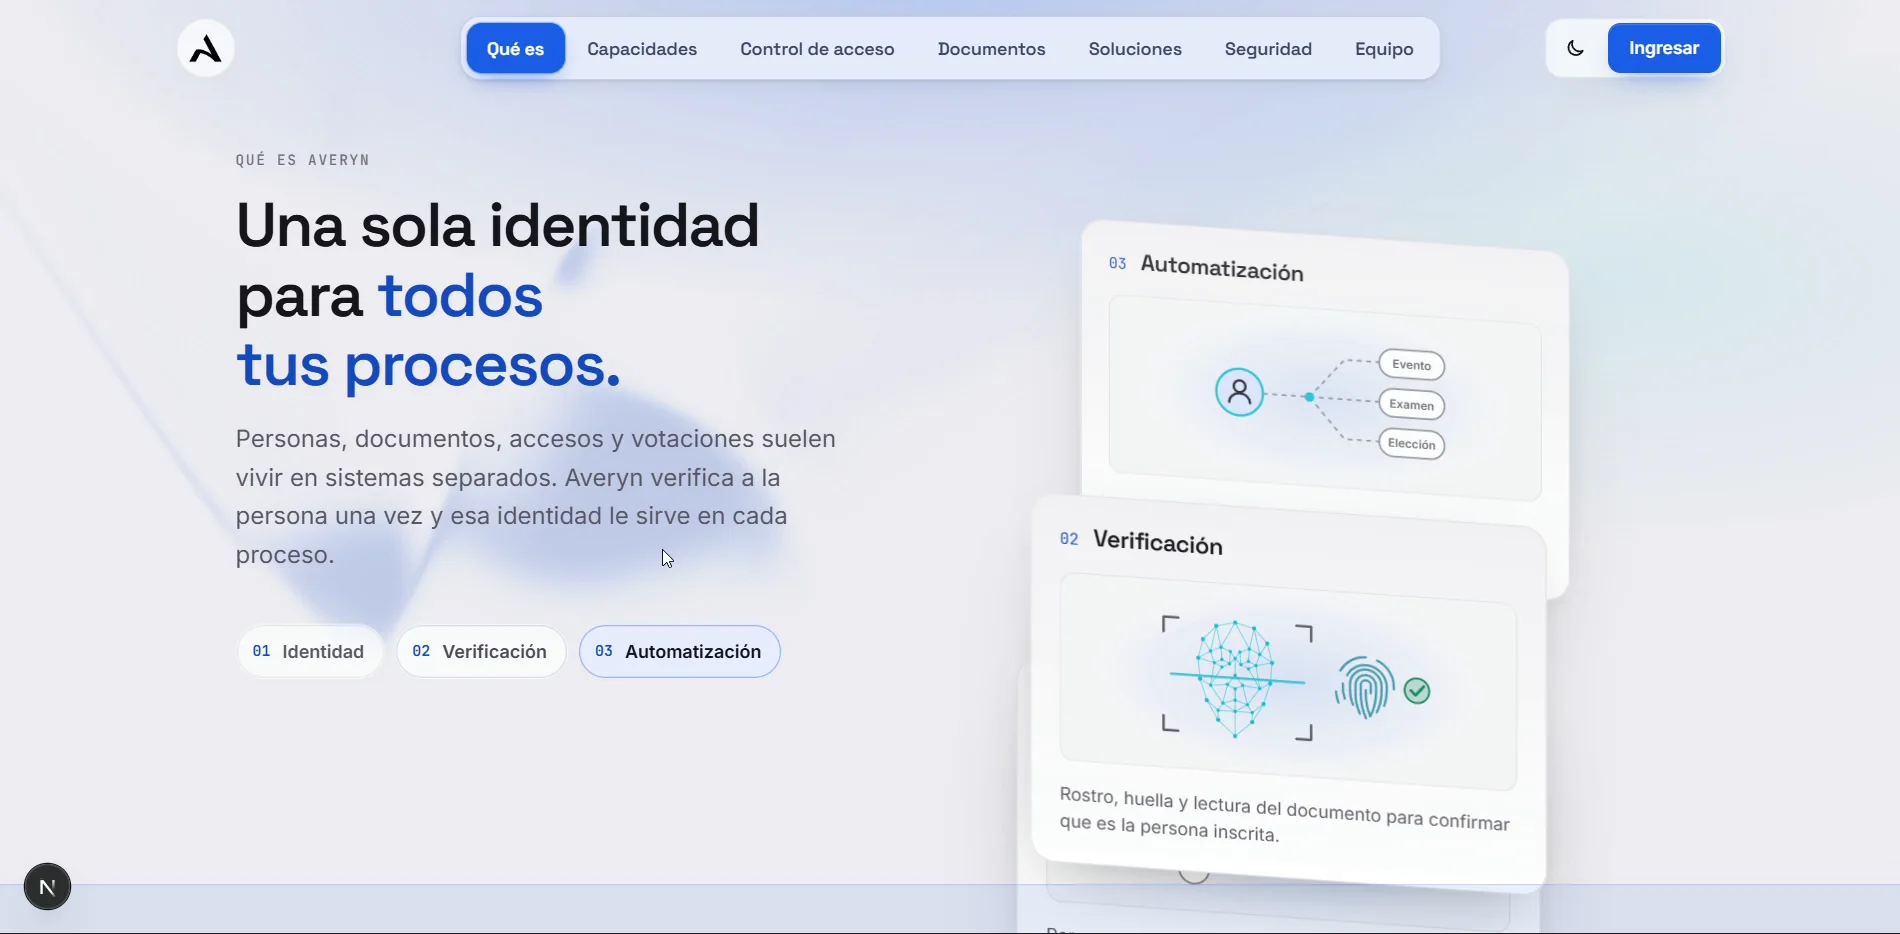 Qué es
Capacidades
Control de acceso
Documentos
Soluciones
Seguridad
Equipo
Ingresar
QUÉ ES AVERYN
Una sola identidad
para todos
tus procesos.
Personas, documentos, accesos y votaciones suelen
vivir en sistemas separados. Averyn verifica a la
persona una vez y esa identidad le sirve en cada
proceso.
01 Identidad
02 Verificación
03 Automatización
03 Automatización
Evento
Examen
Elección
02 Verificación
Rostro, huella y lectura del documento para confirmar
que es la persona inscrita.
N